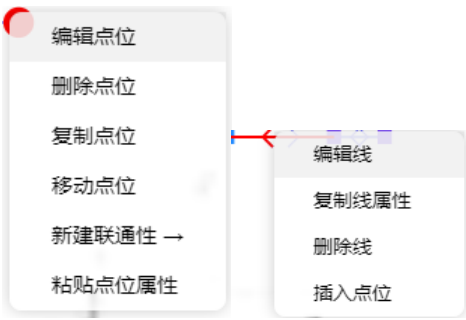 编辑点位
删除点位
复制点位
移动点位
新建联通性 →
粘贴点位属性
编辑线
复制线属性
删除线
插入点位